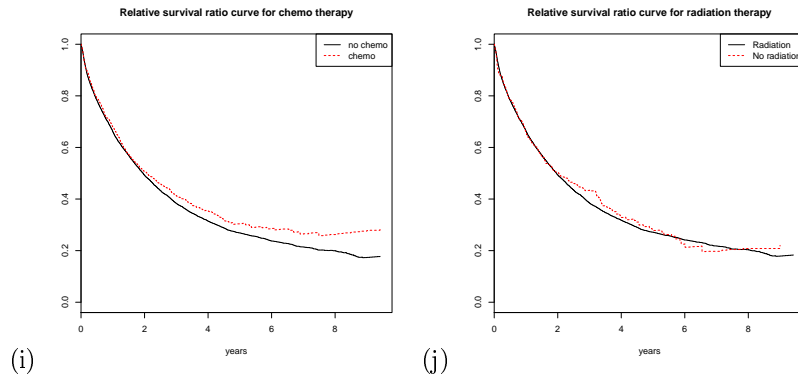 Relative survival ratio curve for chemo therapy
no chemo
chemo
1.0
0.8
0.6
0.4
0.2
0.0
0 2 4 6 8
years
(i)
Relative survival ratio curve for radiation therapy
Radiation
No radiation
1.0
0.8
0.6
0.4
0.2
0.0
0 2 4 6 8
years
(j)